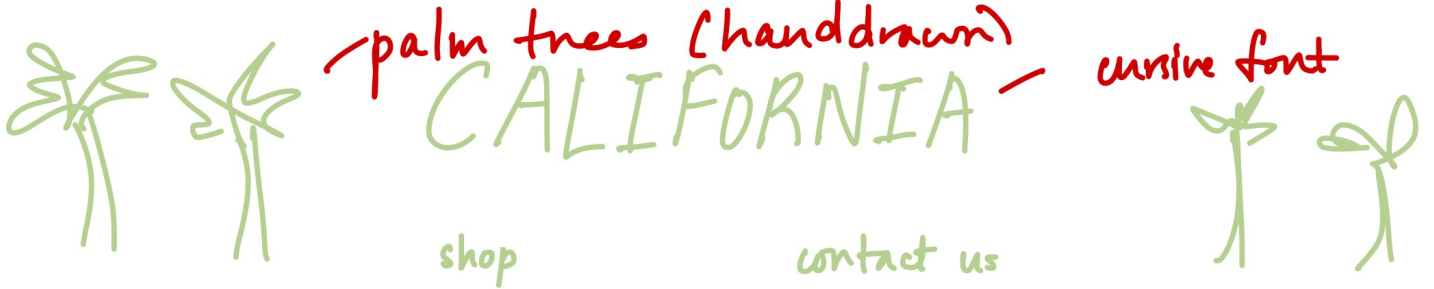 palm trees (handdrawn)
cursive font
CALIFORNIA
shop
contact us